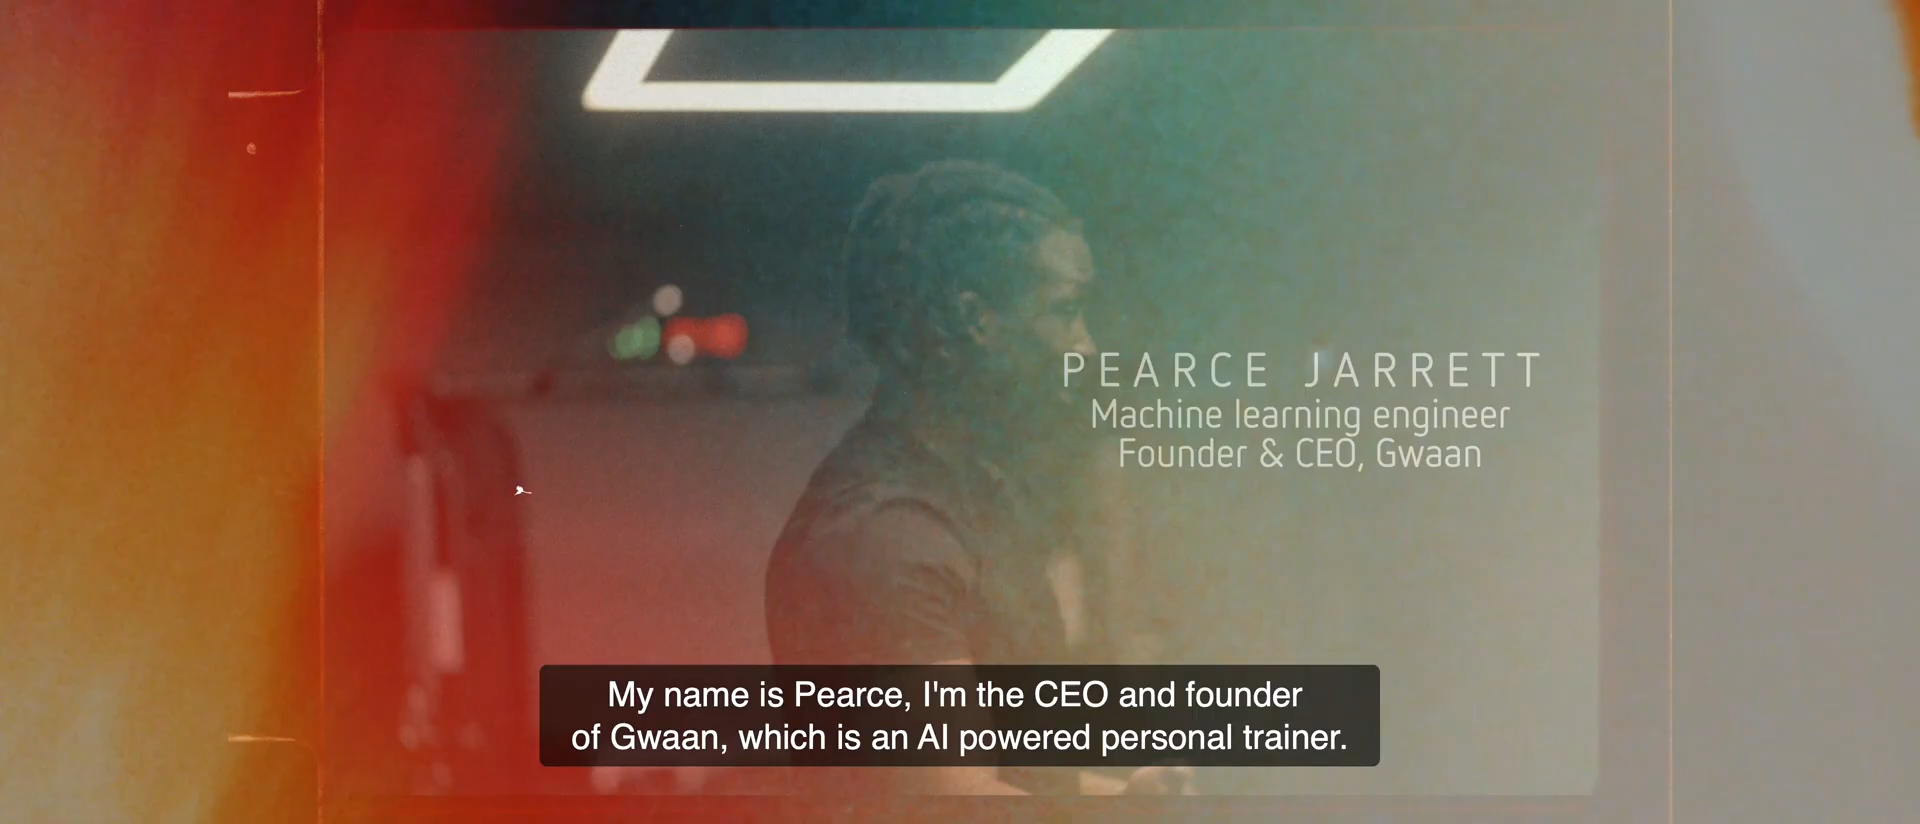 PEARCE JARRETT
Machine learning engineer
Founder & CEO, Gwaan
My name is Pearce, I'm the CEO and founder
of Gwaan, which is an AI powered personal trainer.